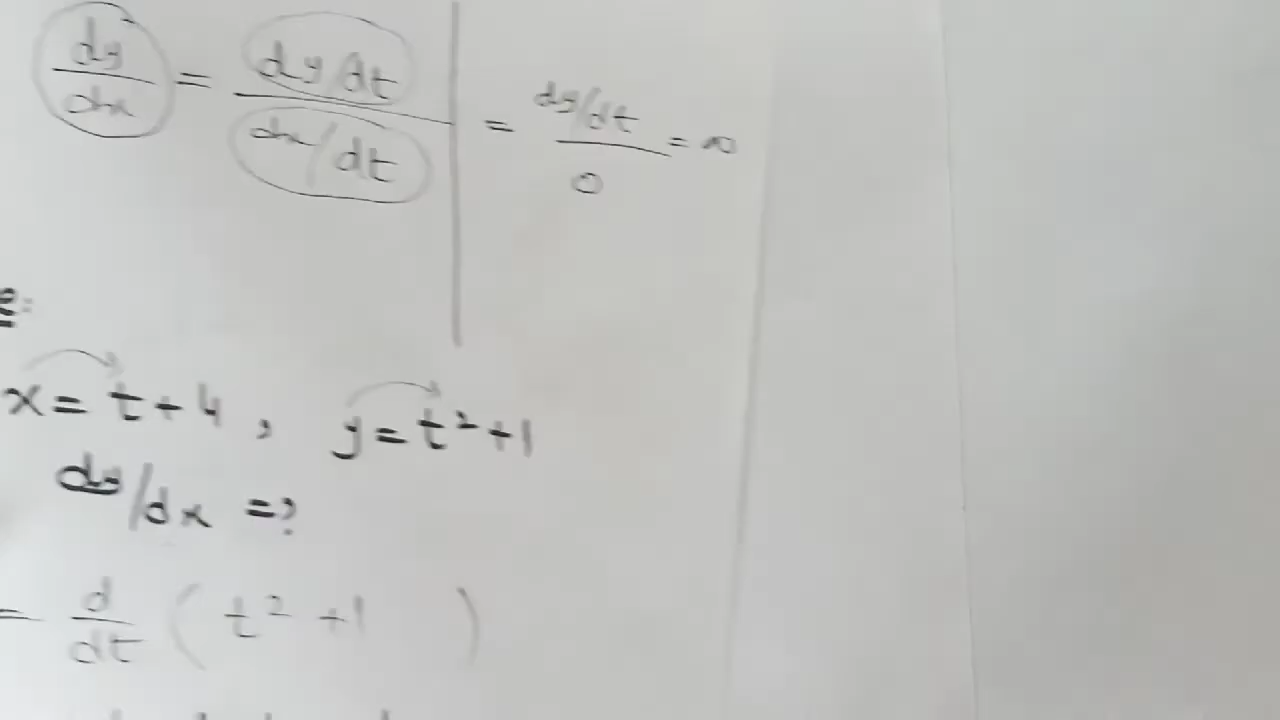 dy/dx = (dy/dt)/(dx/dt) | = (dy/dt)/0 = ∞
e:
x = t + 4 , y = t² + 1
dy/dx = ?
= d/dt ( t² + 1 )